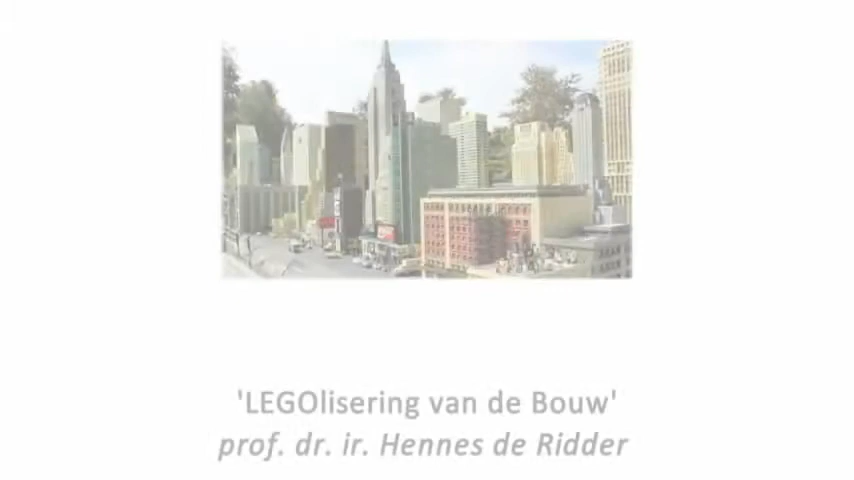 'LEGOlisering van de Bouw'
prof. dr. ir. Hennes de Ridder